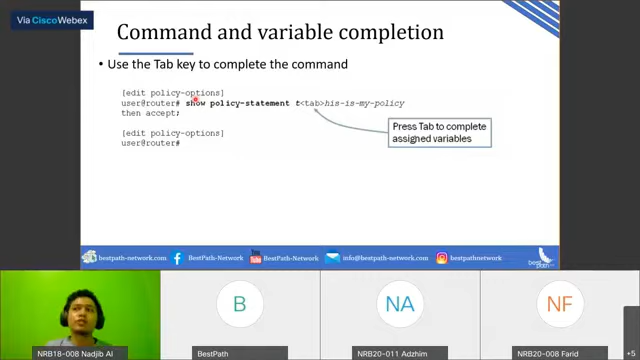 Via Cisco Webex
Command and variable completion
• Use the Tab key to complete the command
[edit policy-options]
user@router# show policy-statement t<tab>his-is-my-policy
then accept;
[edit policy-options]
user@router#
Press Tab to complete
assigned variables
bestpath-network.com
BestPath-Network
BestPath-Network
info@bestpath-network.com
bestpathnetwork
B
NA
NF
NRB18-008 Nadjib Al
BestPath
NRB20-011 Adzhim
NRB20-008 Farid
+5